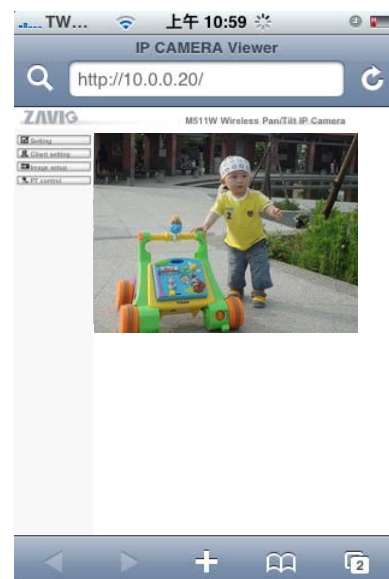 TW... 上午 10:59
IP CAMERA Viewer
http://10.0.0.20/
ZAVIO
M511W Wireless Pan/Tilt IP Camera
Setting
Client setting
Image setup
PT control
2
2